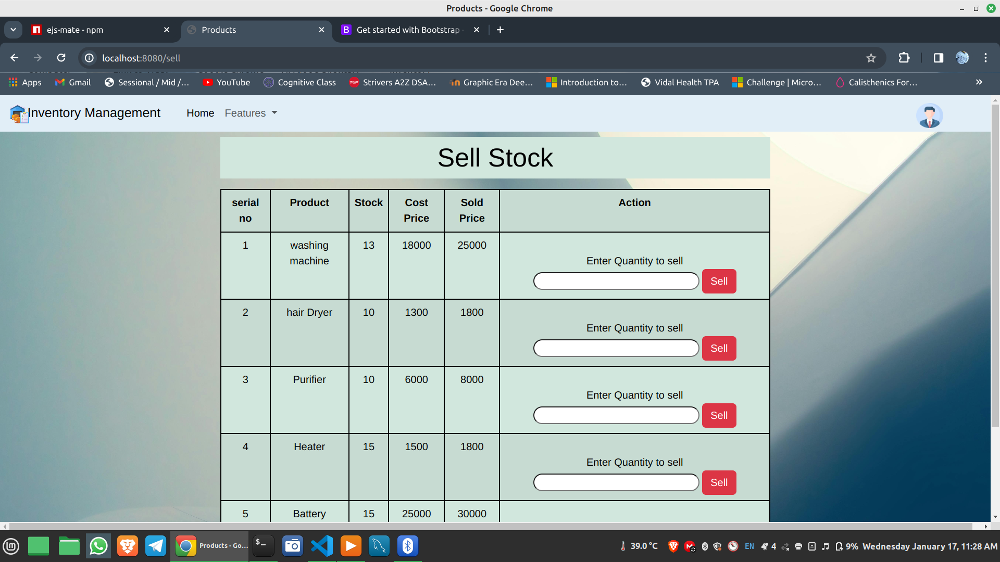 Products - Google Chrome
ejs-mate - npm
Products
Get started with Bootstrap
localhost:8080/sell
Apps
Gmail
Sessional / Mid /...
YouTube
Cognitive Class
TUF
Strivers A2Z DSA...
Graphic Era Dee...
Introduction to...
Vidal Health TPA
Challenge | Micro...
Calisthenics For...
Inventory Management
Home
Features
Sell Stock
serial no
Product
Stock
Cost Price
Sold Price
Action
1
washing machine
13
18000
25000
Enter Quantity to sell
Sell
2
hair Dryer
10
1300
1800
Enter Quantity to sell
Sell
3
Purifier
10
6000
8000
Enter Quantity to sell
Sell
4
Heater
15
1500
1800
Enter Quantity to sell
Sell
5
Battery
15
25000
30000
Products - Go...
39.0 °C
EN
4
9%
Wednesday January 17, 11:28 AM